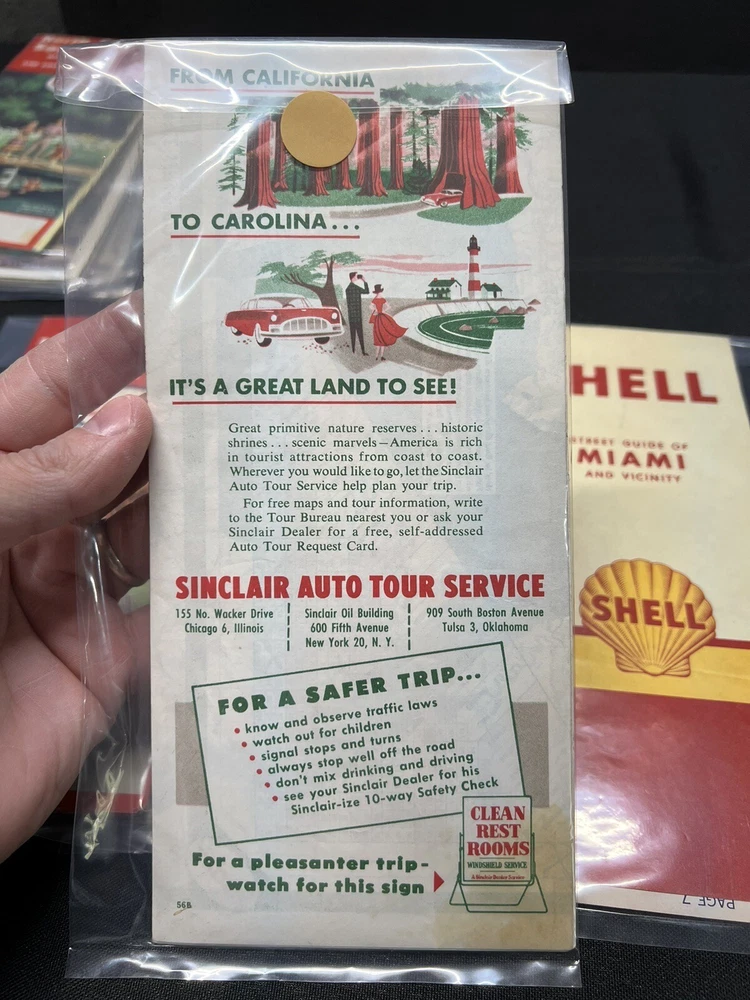 FROM CALIFORNIA
TO CAROLINA...
IT'S A GREAT LAND TO SEE!
Great primitive nature reserves... historic
shrines... scenic marvels—America is rich
in tourist attractions from coast to coast.
Wherever you would like to go, let the Sinclair
Auto Tour Service help plan your trip.
For free maps and tour information, write
to the Tour Bureau nearest you or ask your
Sinclair Dealer for a free, self-addressed
Auto Tour Request Card.
SINCLAIR AUTO TOUR SERVICE
155 No. Wacker Drive
Chicago 6, Illinois
Sinclair Oil Building
600 Fifth Avenue
New York 20, N. Y.
909 South Boston Avenue
Tulsa 3, Oklahoma
FOR A SAFER TRIP...
• know and observe traffic laws
• watch out for children
• signal stops and turns
• always stop well off the road
• don't mix drinking and driving
• see your Sinclair Dealer for his
Sinclair-ize 10-way Safety Check
For a pleasanter trip-
watch for this sign
CLEAN
REST
ROOMS
WINDSHIELD SERVICE
A Sinclair Dealer Service
56B
HELL
STREET GUIDE OF
MIAMI
AND VICINITY
SHELL
PAGE 7